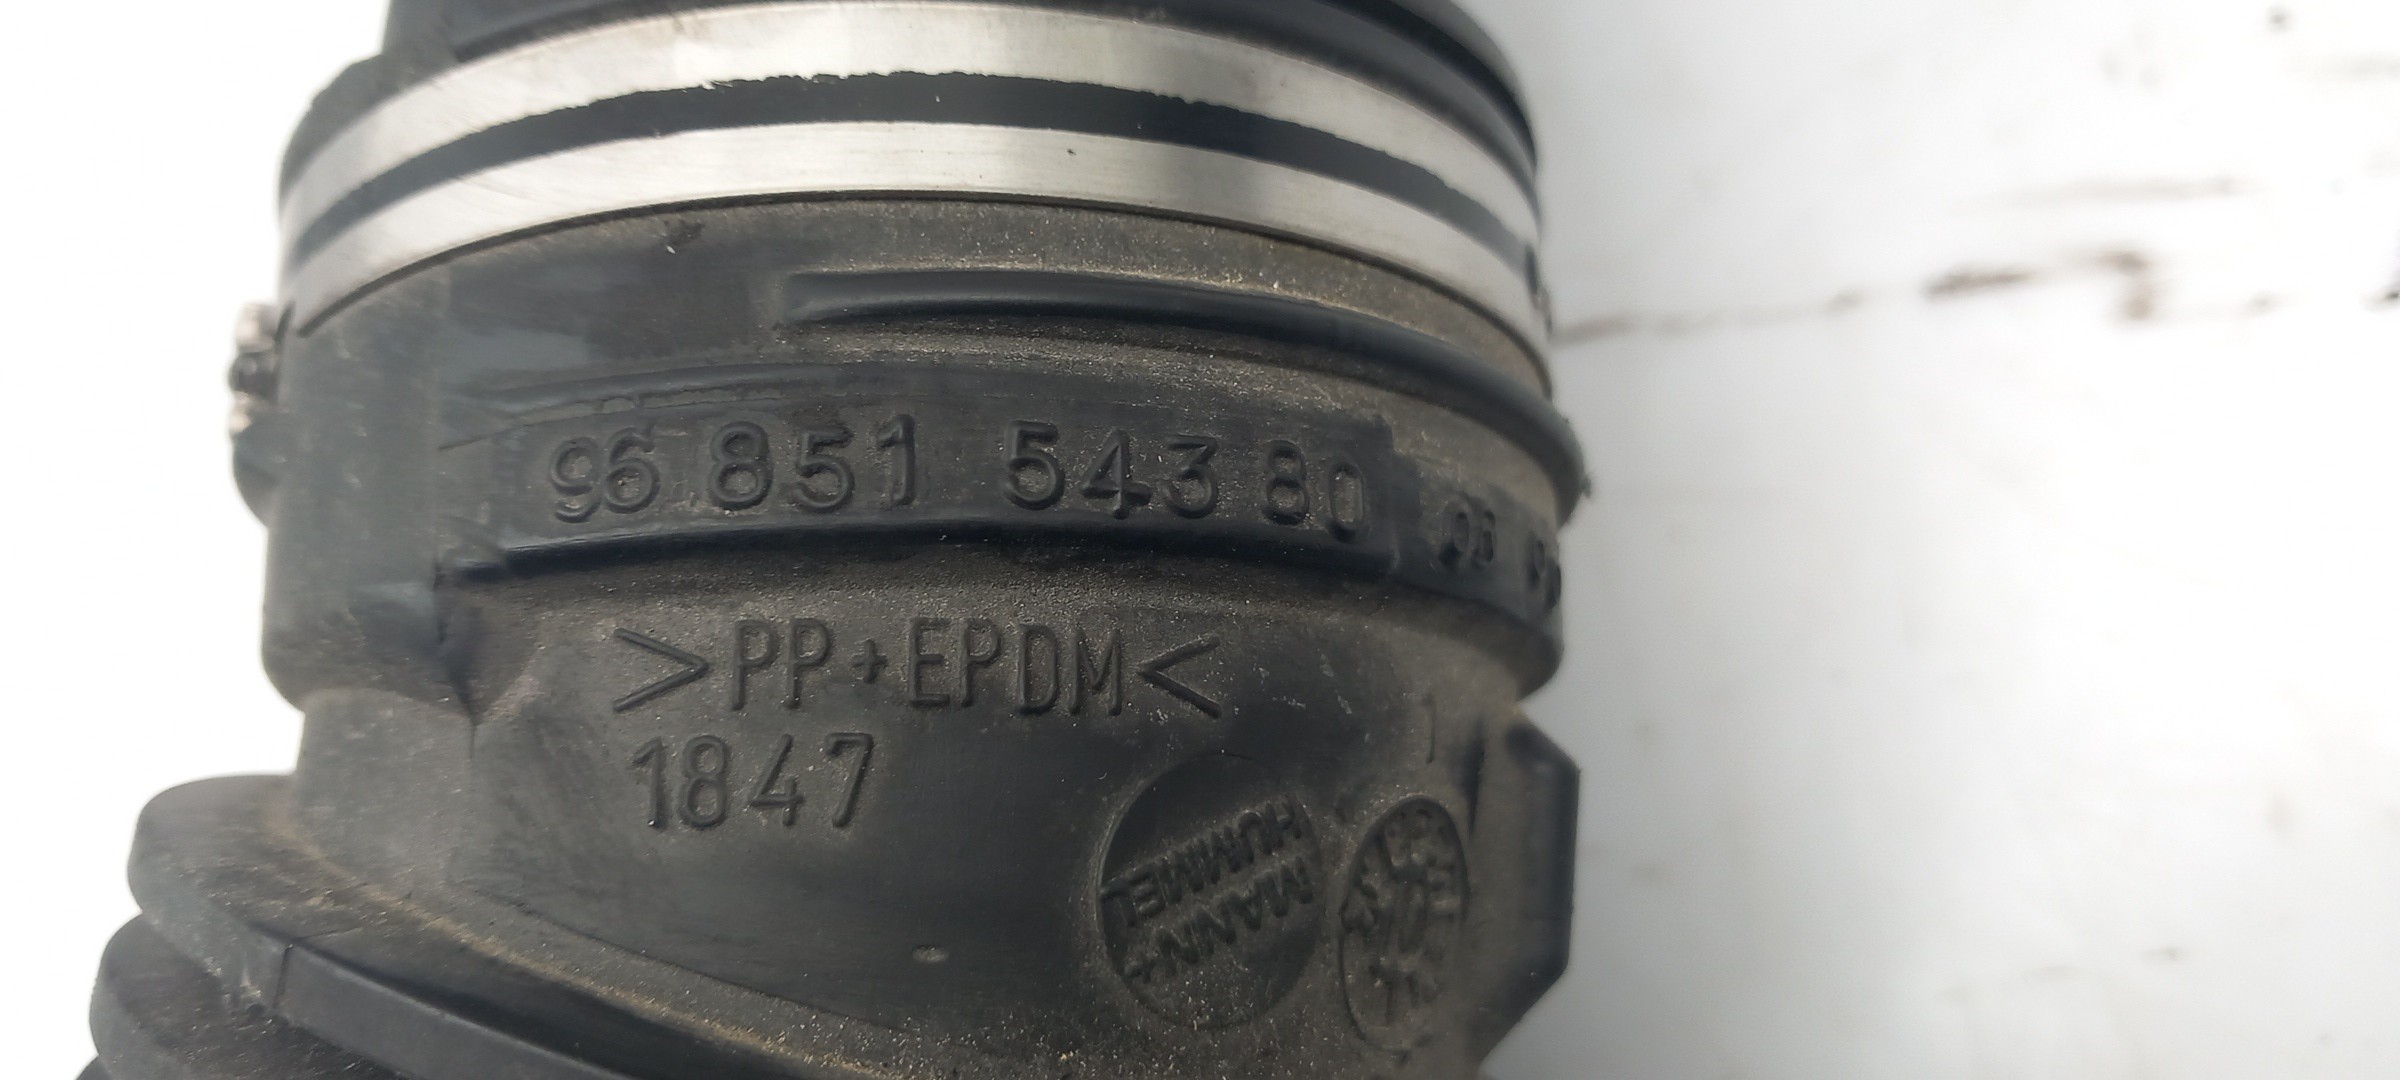 96 851 543 80
>PP+EPDM<
1847
MANN+
HUMMEL